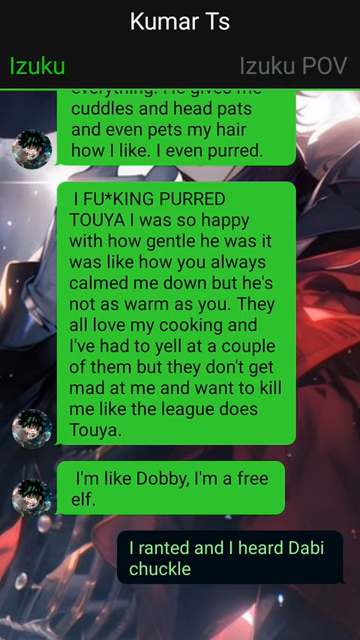 Kumar Ts
Izuku Izuku POV
everything. He gives me
cuddles and head pats
and even pets my hair
how I like. I even purred.
I FU*KING PURRED
TOUYA I was so happy
with how gentle he was it
was like how you always
calmed me down but he's
not as warm as you. They
all love my cooking and
I've had to yell at a couple
of them but they don't get
mad at me and want to kill
me like the league does
Touya.
I'm like Dobby, I'm a free
elf.
I ranted and I heard Dabi
chuckle